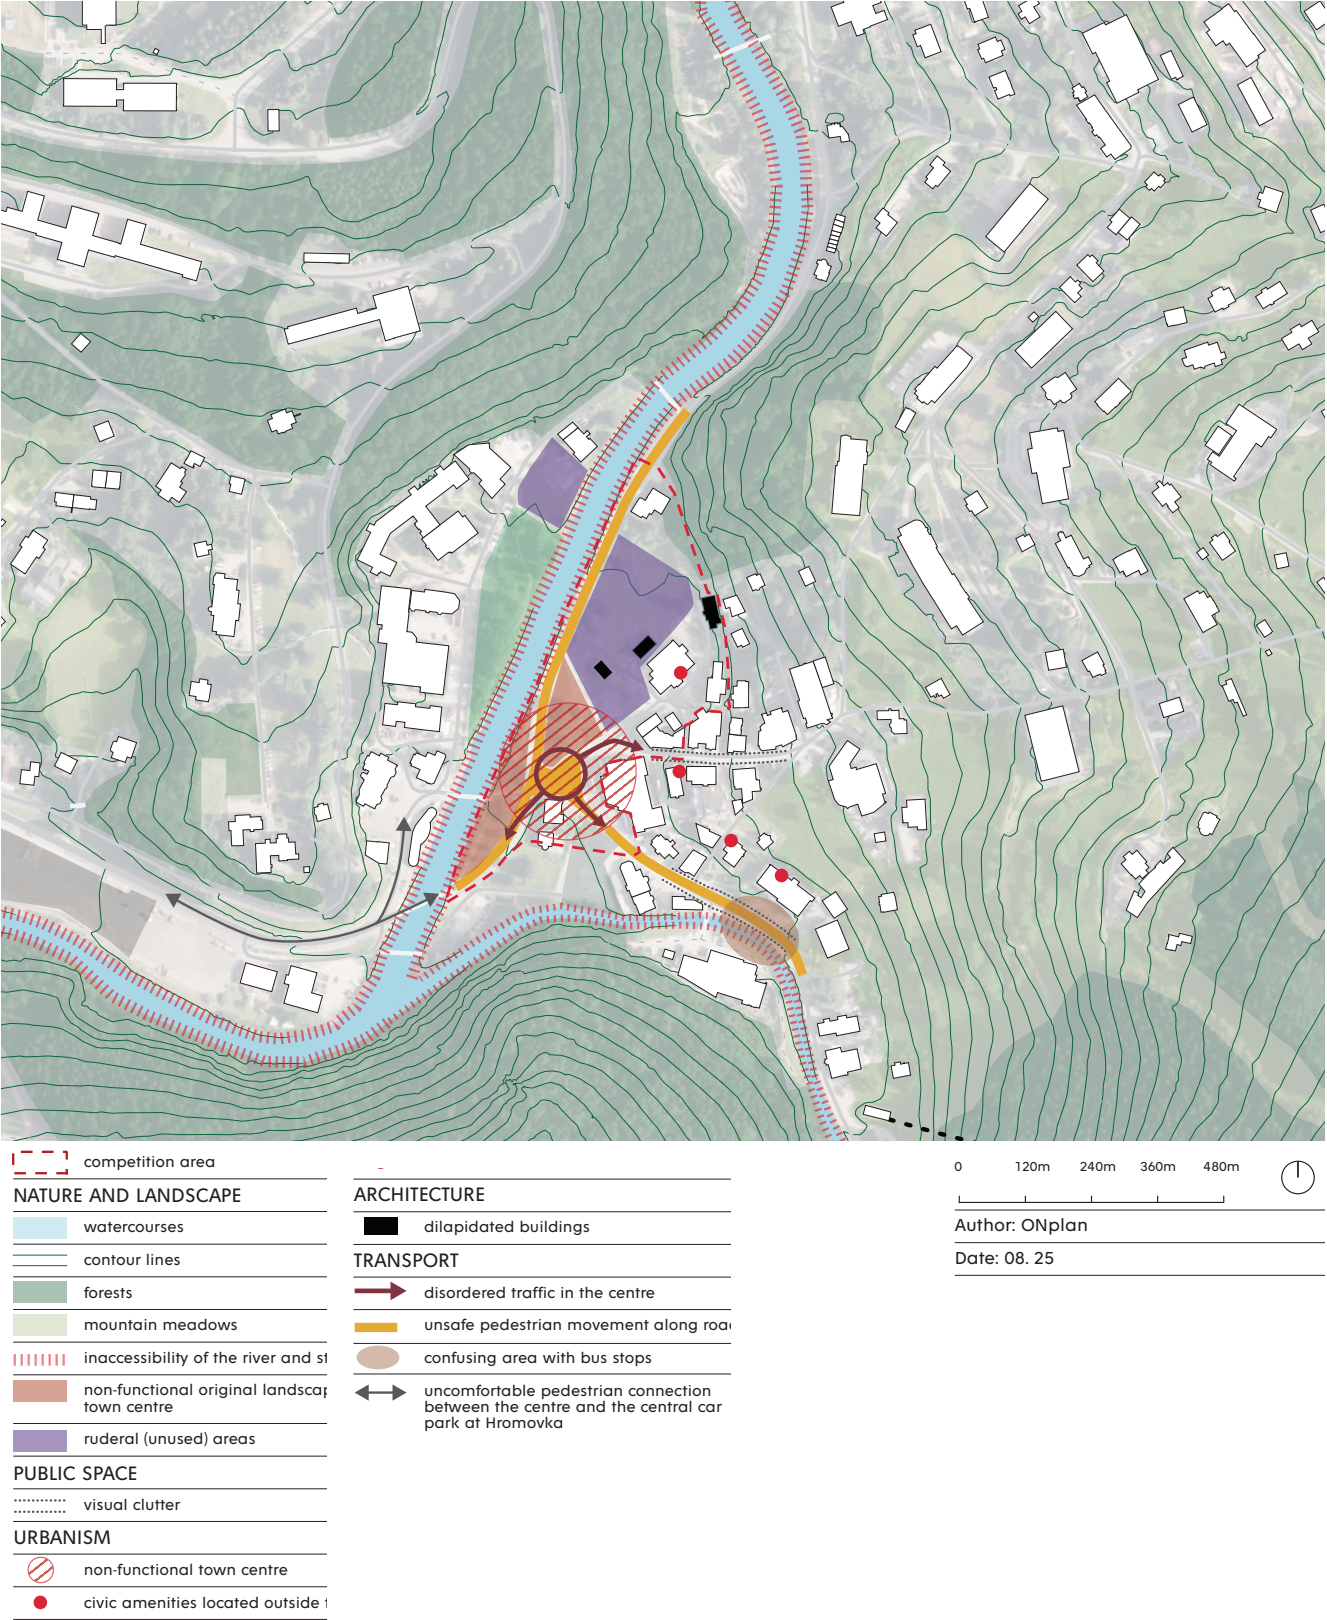 competition area
NATURE AND LANDSCAPE
watercourses
contour lines
forests
mountain meadows
inaccessibility of the river and
non-functional original
town centre
ruderal (unused) areas
PUBLIC SPACE
visual clutter
URBANISM
non-functional town centre
civic amenities located outside
ARCHITECTURE
dilapidated buildings
TRANSPORT
disordered traffic in the centre
unsafe pedestrian movement along
confusing area with bus stops
uncomfortable pedestrian connection
between the centre and the central car
park at Hromovka
0 120m 240m 360m 480m
Author: ONplan
Date: 08. 25